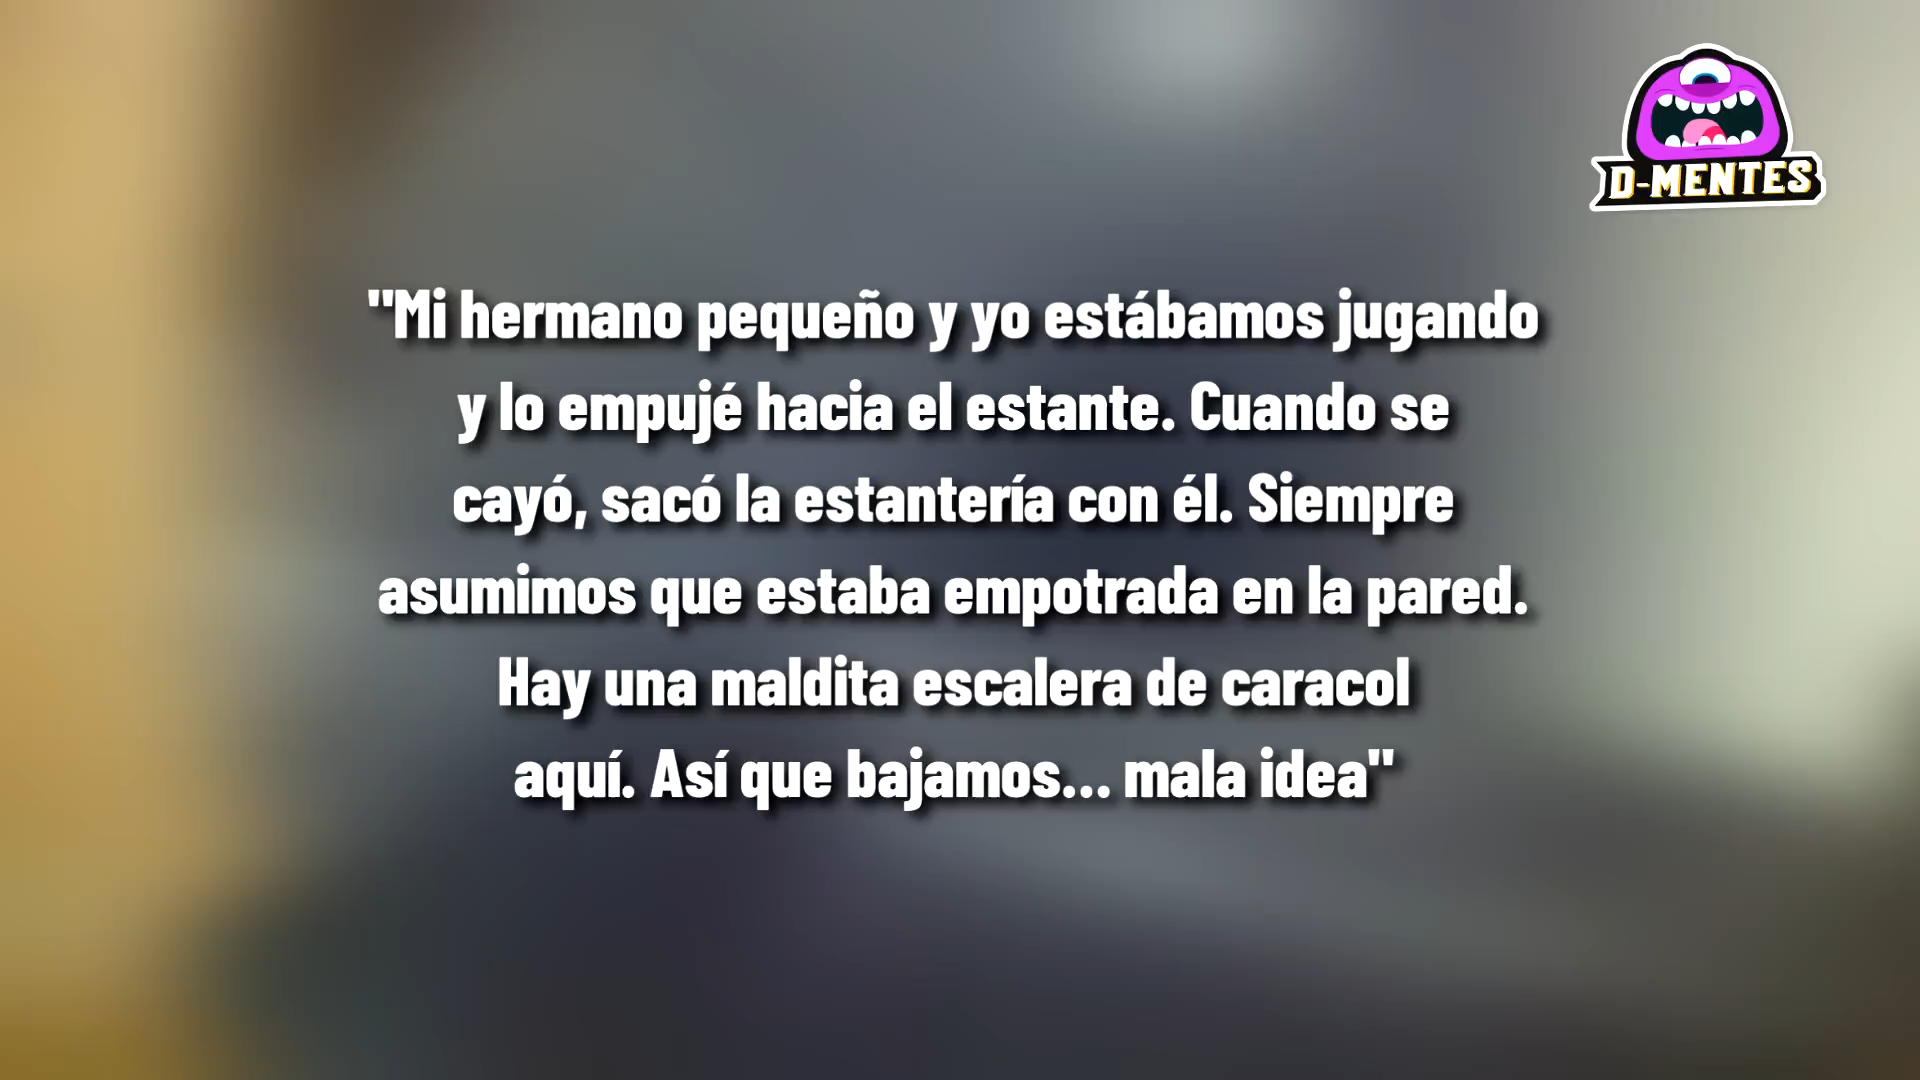 D-MENTES
"Mi hermano pequeño y yo estábamos jugando
y lo empujé hacia el estante. Cuando se
cayó, sacó la estantería con él. Siempre
asumimos que estaba empotrada en la pared.
Hay una maldita escalera de caracol
aquí. Así que bajamos... mala idea"